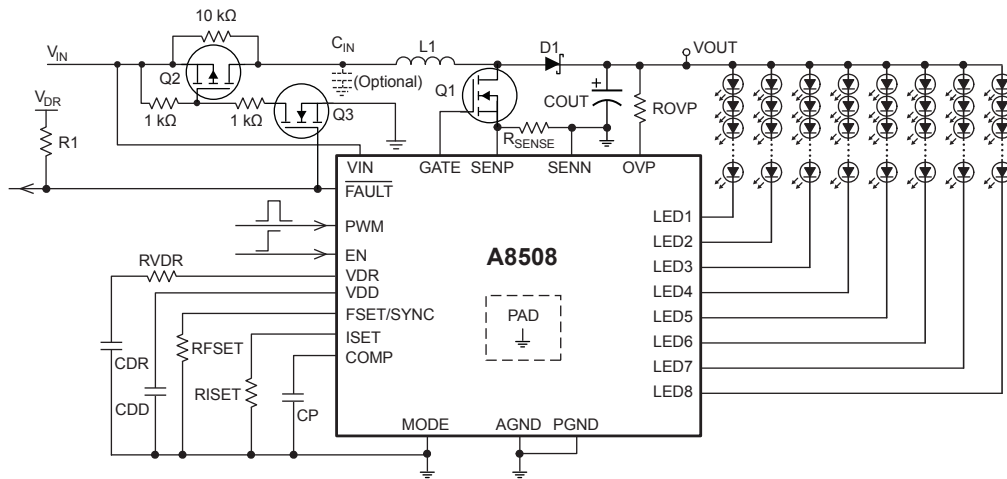 10 kΩ
VIN
Q2
CIN
L1
D1
VOUT
(Optional)
Q1
COUT
+
ROVP
VDR
1 kΩ
1 kΩ
Q3
RSENSE
R1
VIN
GATE
SENP
SENN
OVP
FAULT
PWM
EN
VDR
VDD
FSET/SYNC
ISET
COMP
A8508
PAD
LED1
LED2
LED3
LED4
LED5
LED6
LED7
LED8
RVDR
CDR
CDD
RFSET
RISET
CP
MODE
AGND
PGND